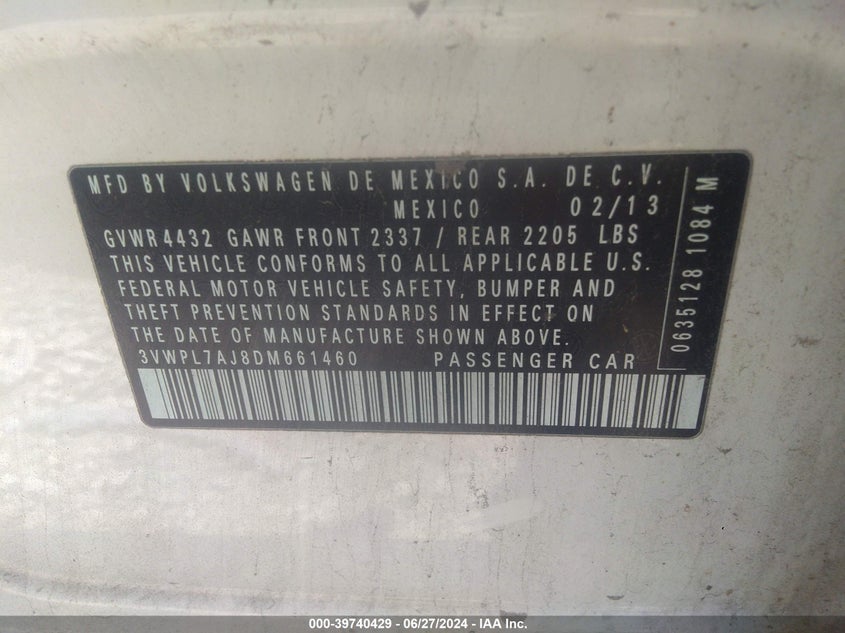 MFD BY VOLKSWAGEN DE MEXICO S.A. DE C.V.
MEXICO 02/13
GVWR 4432 GAWR FRONT 2337 / REAR 2205 LBS
THIS VEHICLE CONFORMS TO ALL APPLICABLE U.S.
FEDERAL MOTOR VEHICLE SAFETY, BUMPER AND
THEFT PREVENTION STANDARDS IN EFFECT ON
THE DATE OF MANUFACTURE SHOWN ABOVE.
3VWPL7AJ8DM661460 PASSENGER CAR
0635128 1084 M
000-39740429 - 06/27/2024 - IAA Inc.